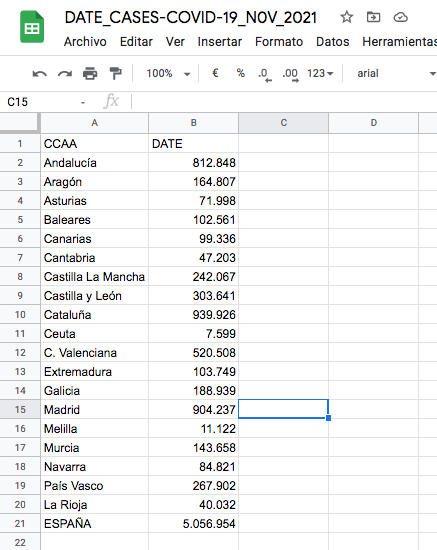 DATE_CASES-COVID-19_N0V_2021
Archivo Editar Ver Insertar Formato Datos Herramientas
100% € % .0 .00 123 arial
C15 fx
A B C D
1 CCAA DATE
2 Andalucía 812.848
3 Aragón 164.807
4 Asturias 71.998
5 Baleares 102.561
6 Canarias 99.336
7 Cantabria 47.203
8 Castilla La Mancha 242.067
9 Castilla y León 303.641
10 Cataluña 939.926
11 Ceuta 7.599
12 C. Valenciana 520.508
13 Extremadura 103.749
14 Galicia 188.939
15 Madrid 904.237
16 Melilla 11.122
17 Murcia 143.658
18 Navarra 84.821
19 País Vasco 267.902
20 La Rioja 40.032
21 ESPAÑA 5.056.954
22